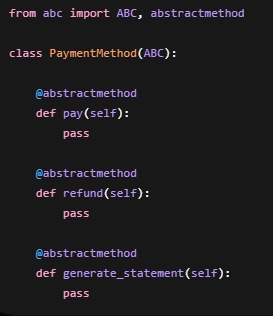 from abc import ABC, abstractmethod
class PaymentMethod(ABC):
@abstractmethod
def pay(self):
pass
@abstractmethod
def refund(self):
pass
@abstractmethod
def generate_statement(self):
pass